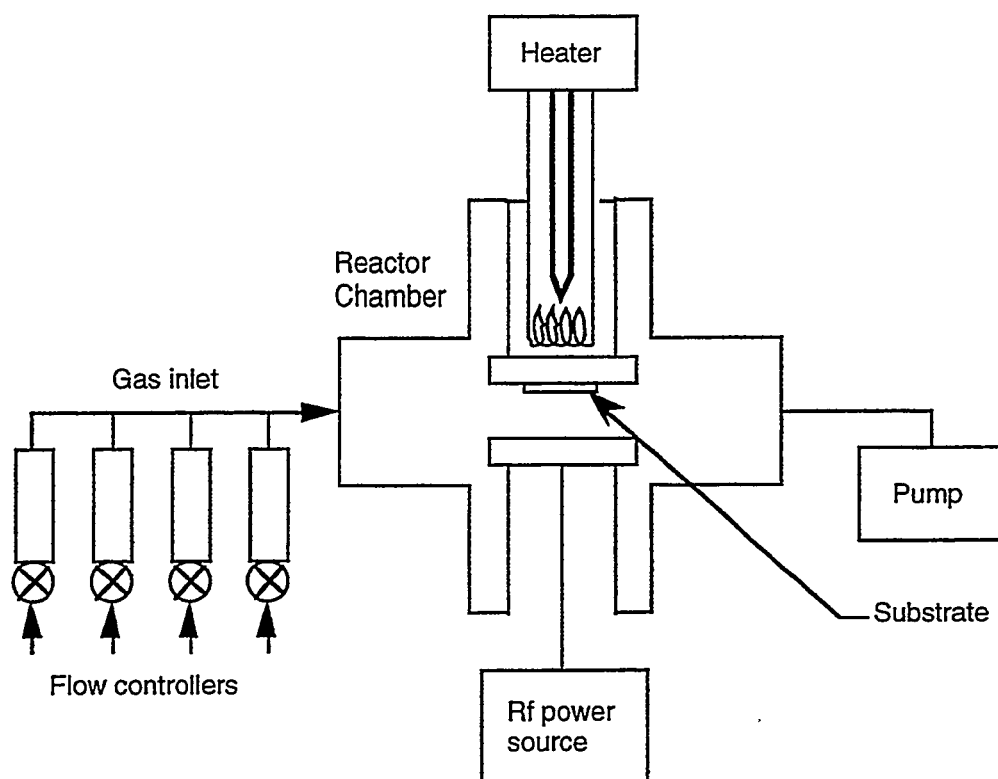 Heater
Reactor
Chamber
Gas inlet
Pump
Substrate
Flow controllers
Rf power
source